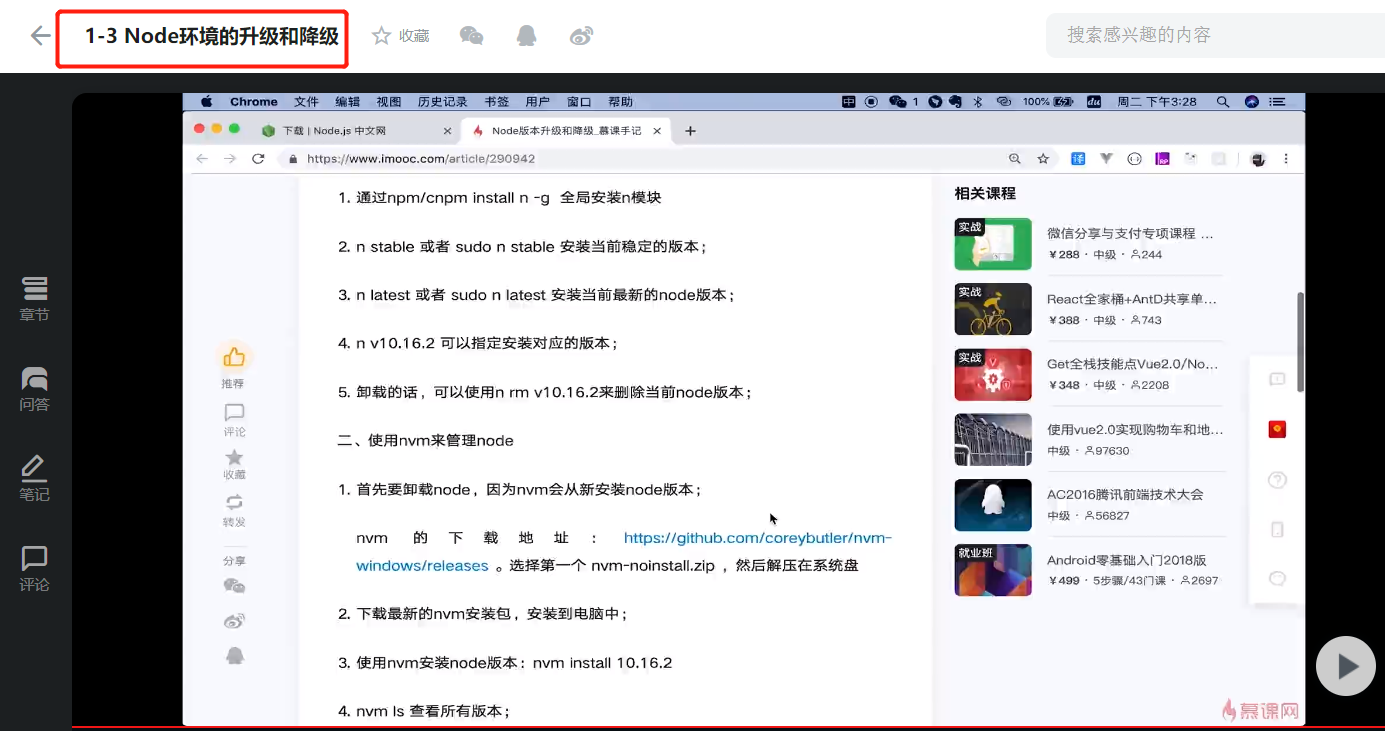 1-3 Node环境的升级和降级
收藏
搜索感兴趣的内容
Chrome 文件 编辑 视图 历史记录 书签 用户 窗口 帮助
中 1 100% du 周二 下午3:28
下载 | Node.js 中文网
Node版本升级和降级_慕课手记
https://www.imooc.com/article/290942
译
章节
问答
笔记
评论
推荐
评论
收藏
转发
分享
1. 通过npm/cnpm install n -g 全局安装n模块
2. n stable 或者 sudo n stable 安装当前稳定的版本；
3. n latest 或者 sudo n latest 安装当前最新的node版本；
4. n v10.16.2 可以指定安装对应的版本；
5. 卸载的话，可以使用n rm v10.16.2来删除当前node版本；
二、使用nvm来管理node
1. 首先要卸载node，因为nvm会从新安装node版本；
nvm 的下载地址：https://github.com/coreybutler/nvm-
windows/releases 。选择第一个 nvm-noinstall.zip ，然后解压在系统盘
2. 下载最新的nvm安装包，安装到电脑中；
3. 使用nvm安装node版本：nvm install 10.16.2
4. nvm ls 查看所有版本；
相关课程
实战
微信分享与支付专项课程 ...
¥288 · 中级 · 244
实战
React全家桶+AntD共享单...
¥388 · 中级 · 743
实战
Get全栈技能点Vue2.0/No...
¥348 · 中级 · 2208
使用vue2.0实现购物车和地...
中级 · 97630
AC2016腾讯前端技术大会
中级 · 56827
就业班
Android零基础入门2018版
¥499 · 5步骤/43门课 · 2697
慕课网